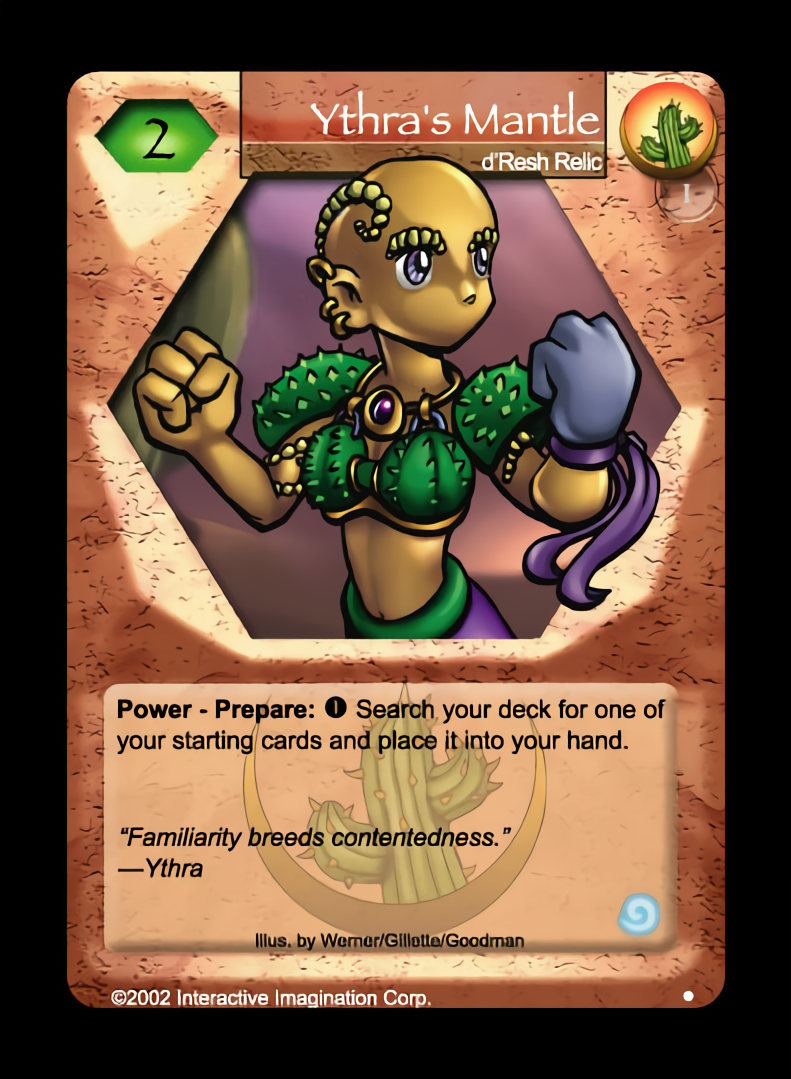 2
Ythra's Mantle
d'Resh Relic
1
Power - Prepare: 1 Search your deck for one of
your starting cards and place it into your hand.
“Familiarity breeds contentedness.”
—Ythra
Illus. by Werner/Gillette/Goodman
©2002 Interactive Imagination Corp.